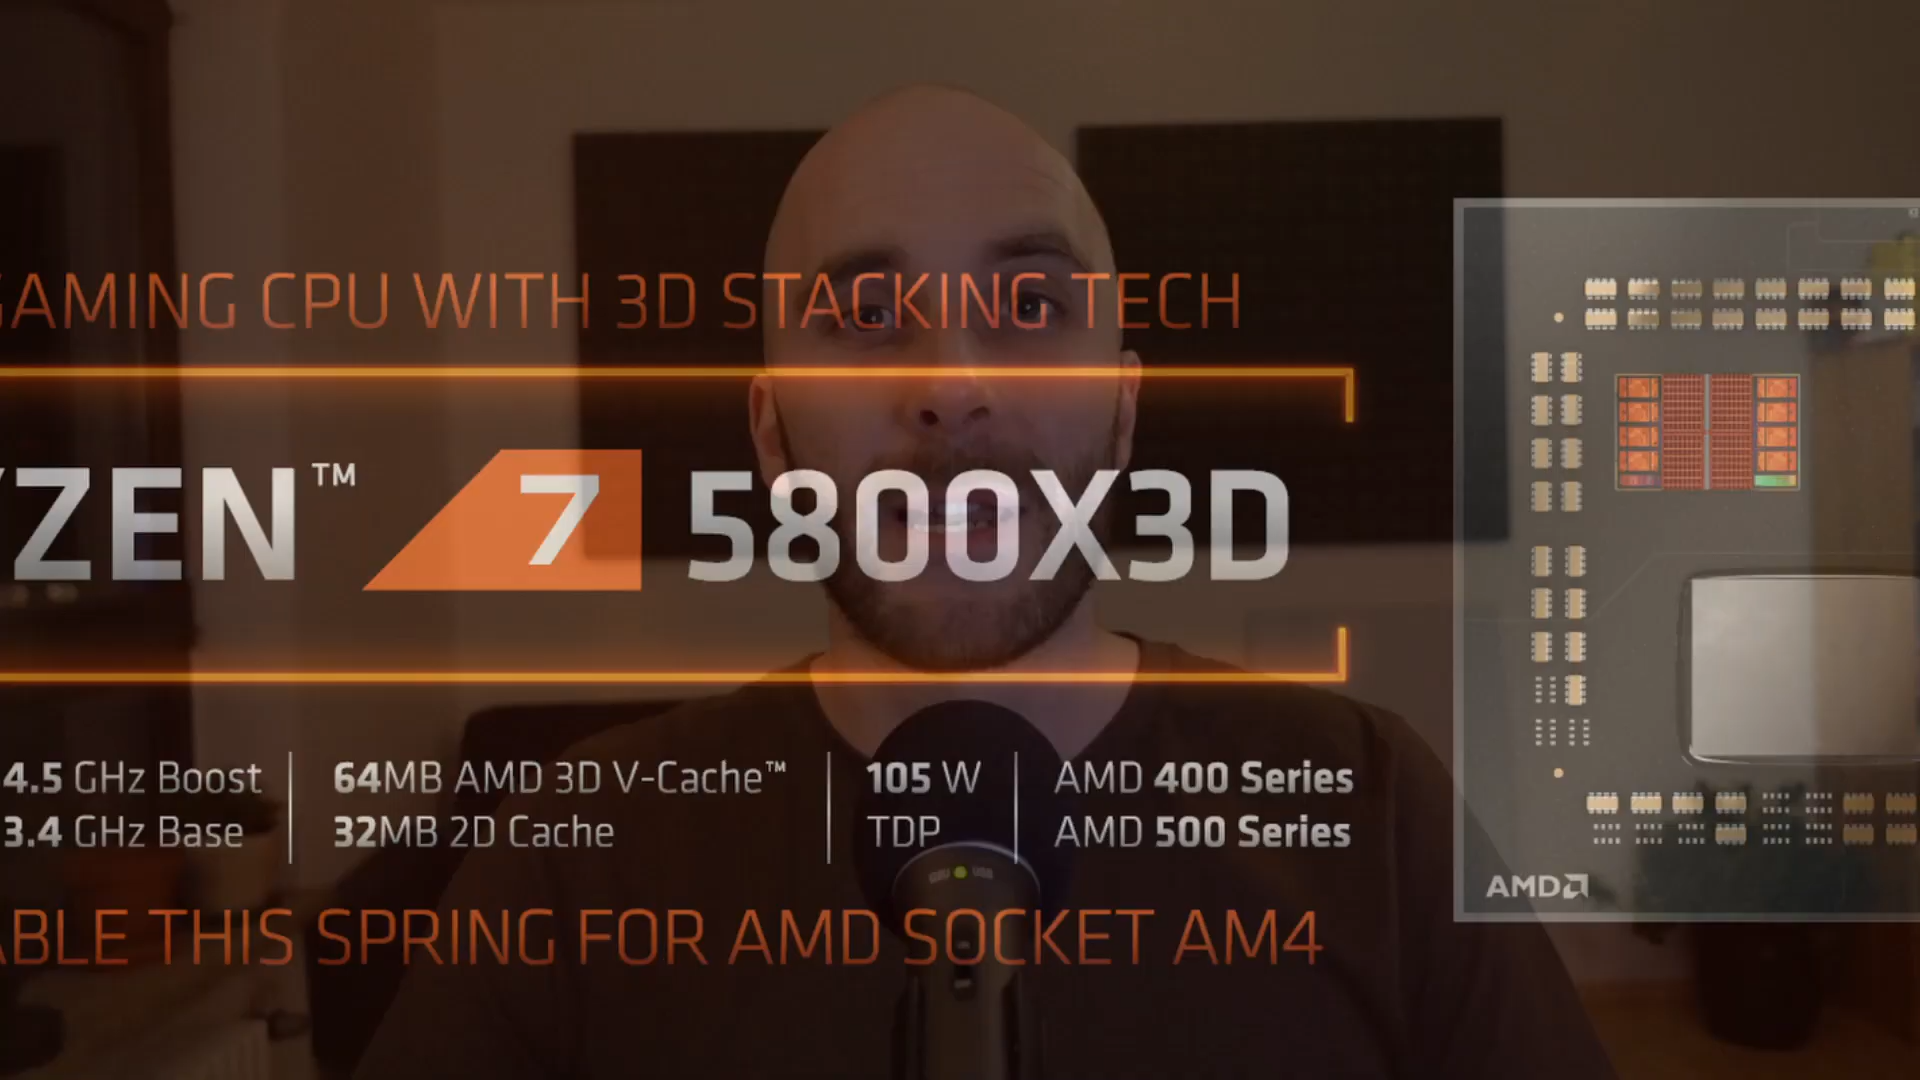 GAMING CPU WITH 3D STACKING TECH
YZEN™ 7 5800X3D
4.5 GHz Boost
3.4 GHz Base
64MB AMD 3D V-Cache™
32MB 2D Cache
105 W
TDP
AMD 400 Series
AMD 500 Series
ABLE THIS SPRING FOR AMD SOCKET AM4
AMD